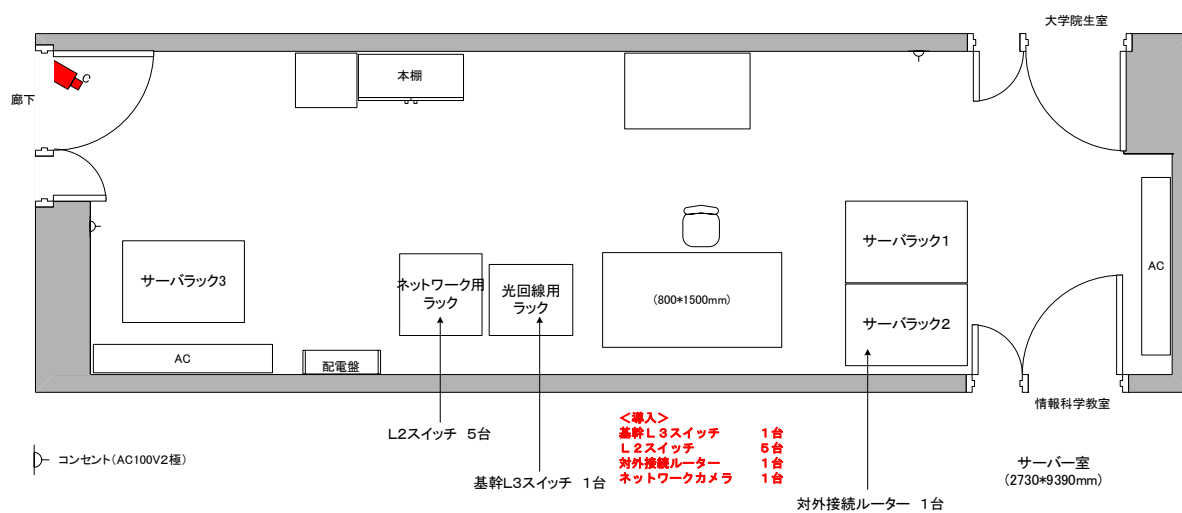 大学院生室
廊下
C
本棚
サーバラック1
サーバラック3
ネットワーク用
ラック
光回線用
ラック
(800*1500mm)
サーバラック2
AC
AC
配電盤
情報科学教室
L2スイッチ 5台
＜導入＞
基幹Ｌ３スイッチ 1台
Ｌ２スイッチ 5台
対外接続ルーター 1台
ネットワークカメラ 1台
コンセント(AC100V2極)
基幹L3スイッチ 1台
サーバー室
(2730*9390mm)
対外接続ルーター 1台